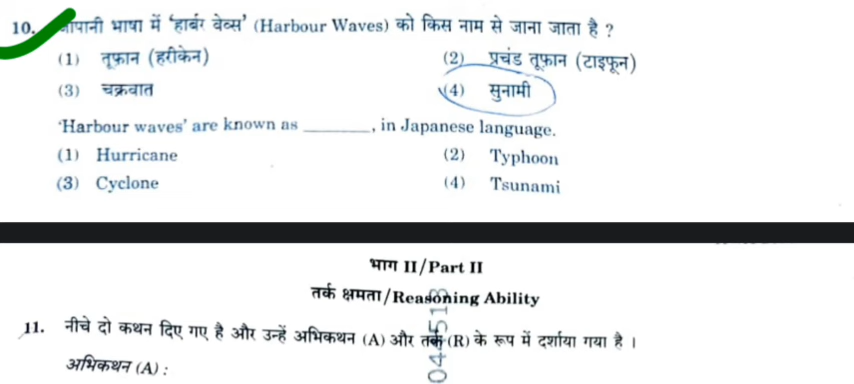 10. जापानी भाषा में 'हार्बर वेव्स' (Harbour Waves) को किस नाम से जाना जाता है ?
(1) तूफ़ान (हरीकेन) (2) प्रचंड तूफ़ान (टाइफून)
(3) चक्रवात (4) सुनामी
'Harbour waves' are known as ________, in Japanese language.
(1) Hurricane (2) Typhoon
(3) Cyclone (4) Tsunami
भाग II/Part II
तर्क क्षमता/Reasoning Ability
11. नीचे दो कथन दिए गए है और उन्हें अभिकथन (A) और तर्क (R) के रूप में दर्शाया गया है ।
अभिकथन (A) :